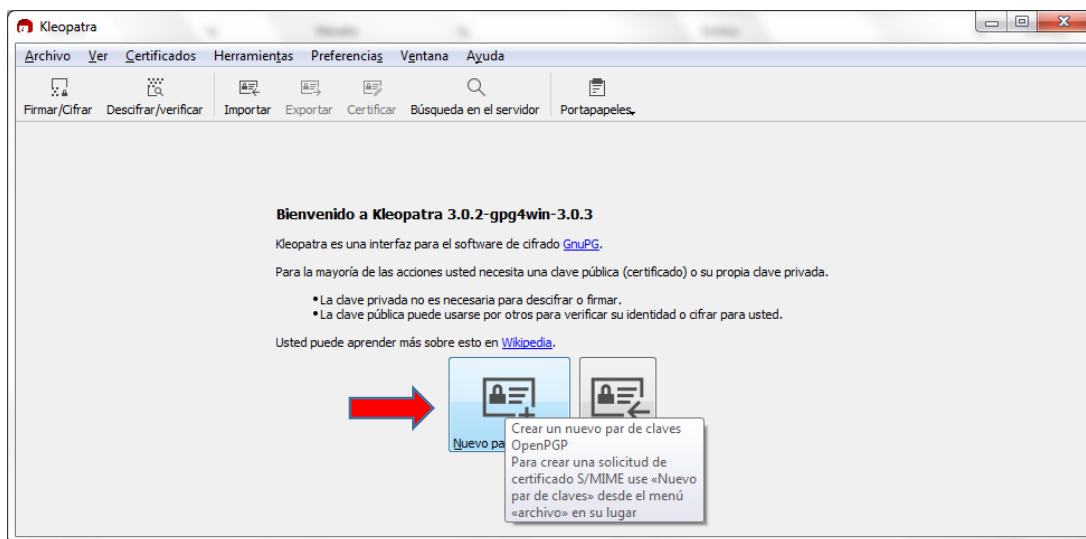 Kleopatra
Archivo Ver Certificados Herramientas Preferencias Ventana Ayuda
Firmar/Cifrar Descifrar/verificar Importar Exportar Certificar Búsqueda en el servidor Portapapeles
Bienvenido a Kleopatra 3.0.2-gpg4win-3.0.3
Kleopatra es una interfaz para el software de cifrado GnuPG.
Para la mayoría de las acciones usted necesita una clave pública (certificado) o su propia clave privada.
•La clave privada no es necesaria para descifrar o firmar.
•La clave pública puede usarse por otros para verificar su identidad o cifrar para usted.
Usted puede aprender más sobre esto en Wikipedia.
Nuevo pa
Crear un nuevo par de claves
OpenPGP
Para crear una solicitud de
certificado S/MIME use «Nuevo
par de claves» desde el menú
«archivo» en su lugar